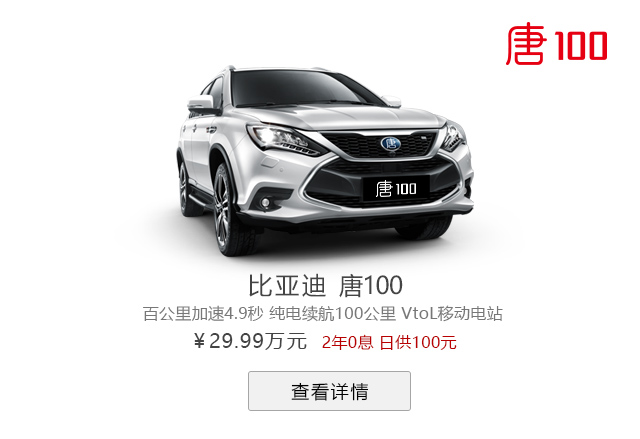 唐100
唐
唐100
比亚迪 唐100
百公里加速4.9秒 纯电续航100公里 VtoL移动电站
¥29.99万元 2年0息 日供100元
查看详情